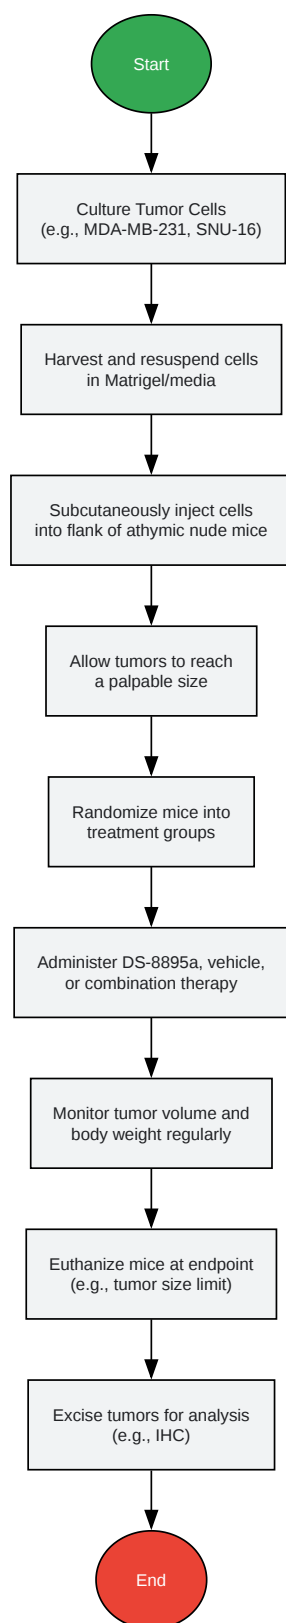 Start
Culture Tumor Cells
(e.g., MDA-MB-231, SNU-16)
Harvest and resuspend cells
in Matrigel/media
Subcutaneously inject cells
into flank of athymic nude mice
Allow tumors to reach
a palpable size
Randomize mice into
treatment groups
Administer DS-8895a, vehicle,
or combination therapy
Monitor tumor volume and
body weight regularly
Euthanize mice at endpoint
(e.g., tumor size limit)
Excise tumors for analysis
(e.g., IHC)
End